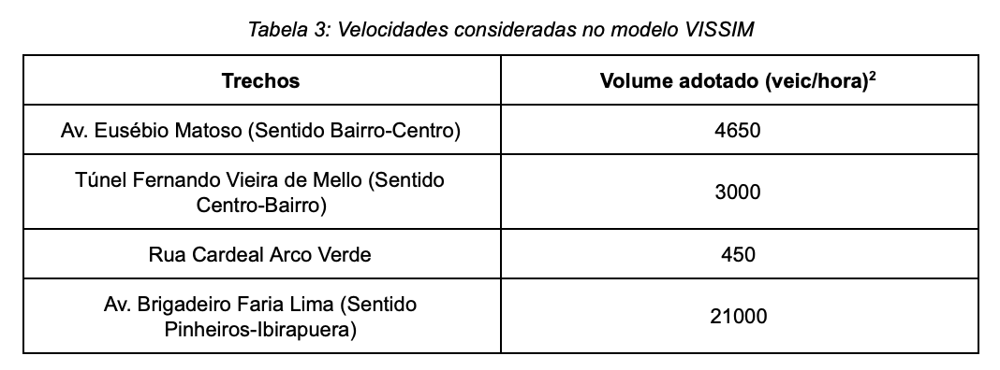 Tabela 3: Velocidades consideradas no modelo VISSIM
Trechos
Volume adotado (veic/hora)²
Av. Eusébio Matoso (Sentido Bairro-Centro)
4650
Túnel Fernando Vieira de Mello (Sentido
Centro-Bairro)
3000
Rua Cardeal Arco Verde
450
Av. Brigadeiro Faria Lima (Sentido
Pinheiros-Ibirapuera)
21000